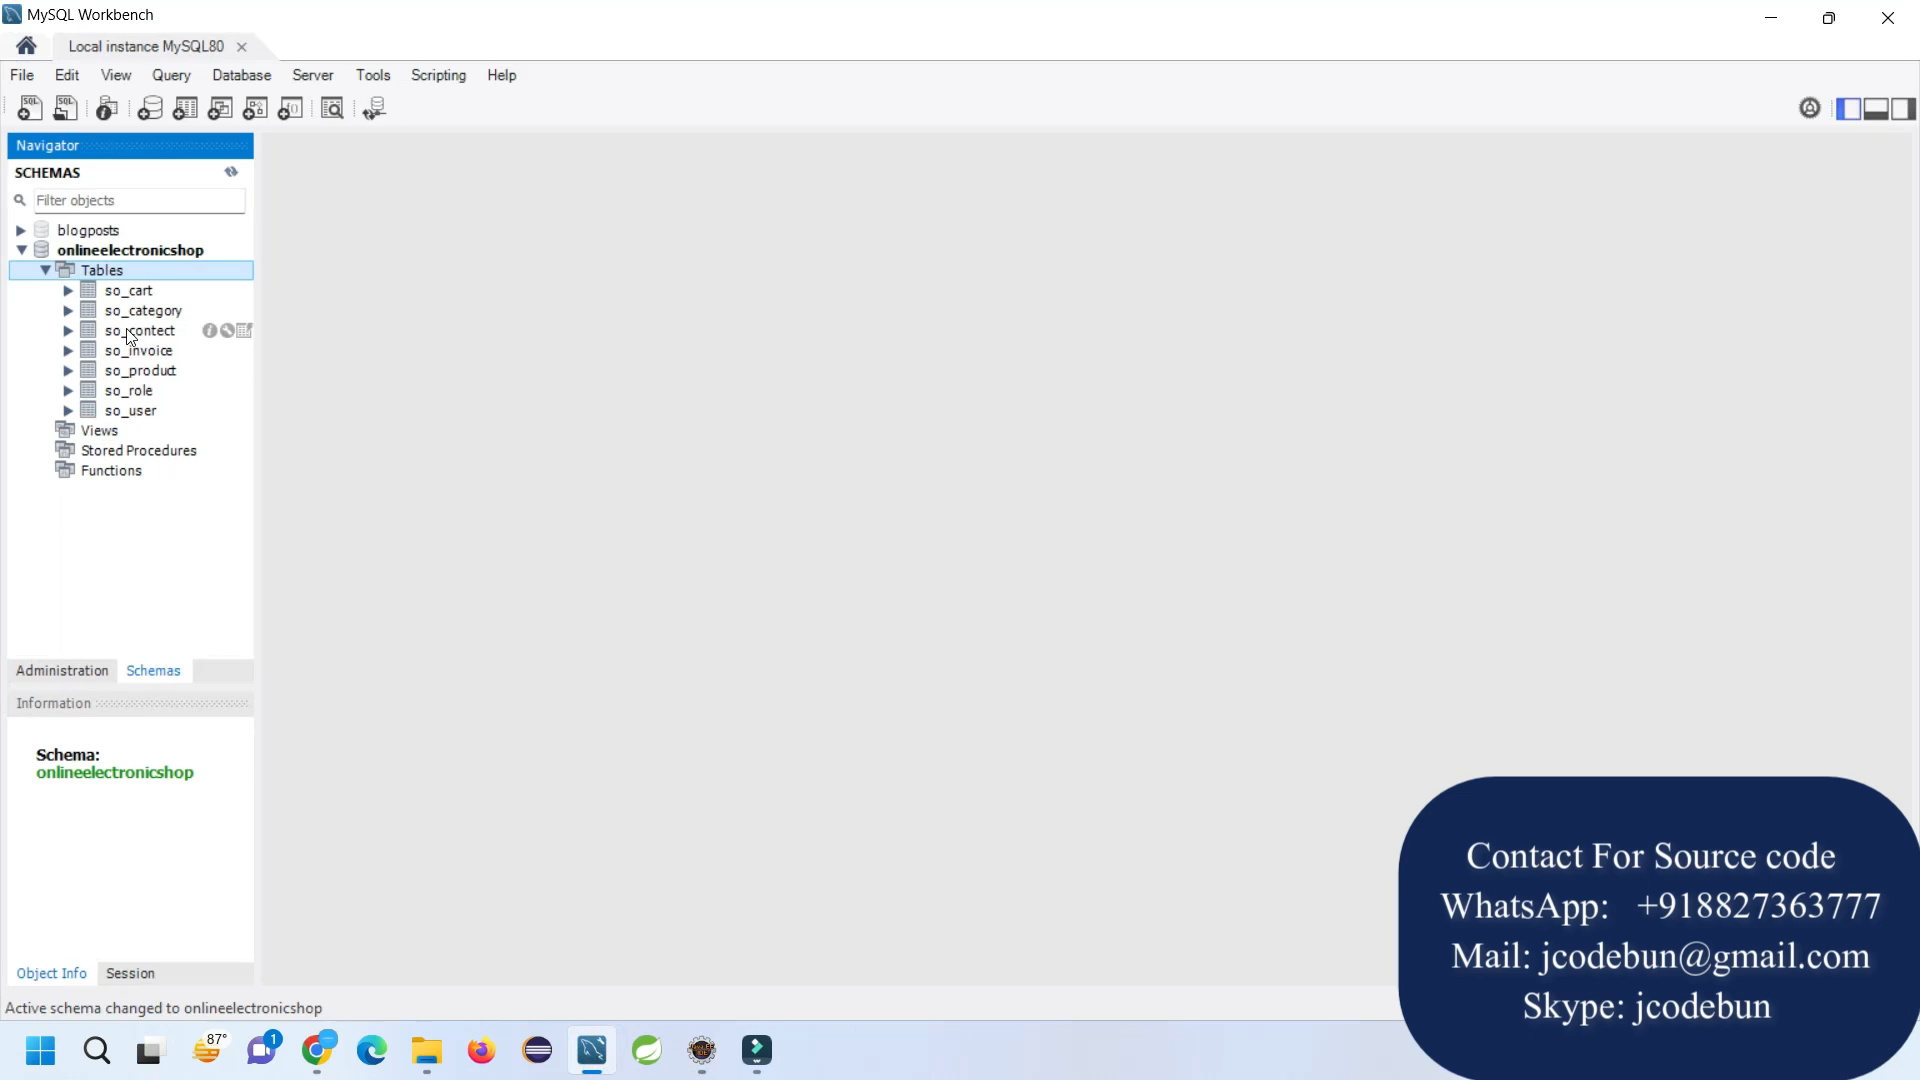 MySQL Workbench
Local instance MySQL80
File Edit View Query Database Server Tools Scripting Help
Navigator
SCHEMAS
Filter objects
blogposts
onlineelectronicshop
Tables
so_cart
so_category
so_contect
so_invoice
so_product
so_role
so_user
Views
Stored Procedures
Functions
Administration Schemas
Information
Schema:
onlineelectronicshop
Object Info Session
Active schema changed to onlineelectronicshop
87°
1
Contact For Source code
WhatsApp: +918827363777
Mail: jcodebun@gmail.com
Skype: jcodebun